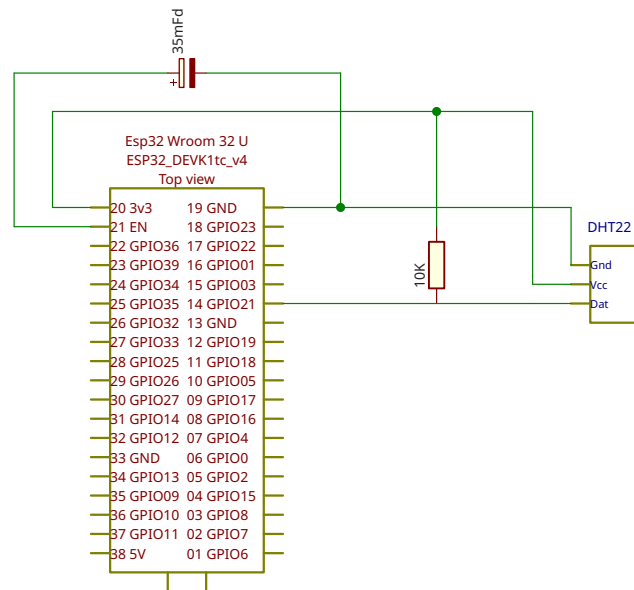 35mFd
+
Esp32 Wroom 32 U
ESP32_DEVK1tc_v4
Top view
20 3v3 19 GND
21 EN 18 GPIO23
22 GPIO36 17 GPIO22
23 GPIO39 16 GPIO01
24 GPIO34 15 GPIO03
25 GPIO35 14 GPIO21
26 GPIO32 13 GND
27 GPIO33 12 GPIO19
28 GPIO25 11 GPIO18
29 GPIO26 10 GPIO05
30 GPIO27 09 GPIO17
31 GPIO14 08 GPIO16
32 GPIO12 07 GPIO4
33 GND 06 GPIO0
34 GPIO13 05 GPIO2
35 GPIO09 04 GPIO15
36 GPIO10 03 GPIO8
37 GPIO11 02 GPIO7
38 5V 01 GPIO6
10K
DHT22
Gnd
Vcc
Dat